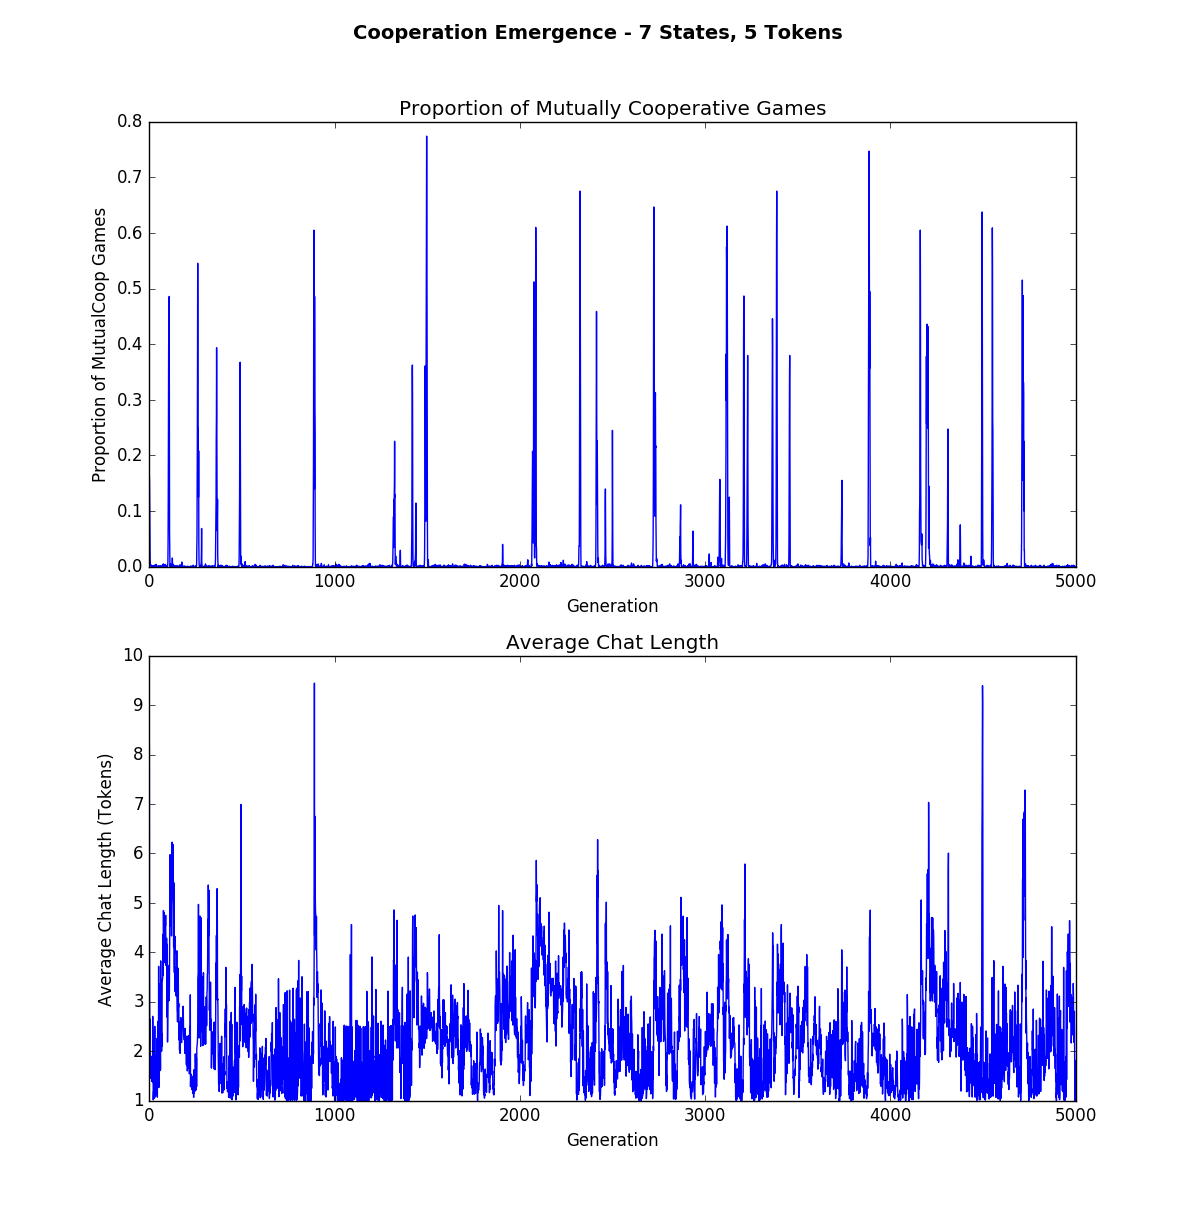 Cooperation Emergence - 7 States, 5 Tokens
Proportion of Mutually Cooperative Games
Proportion of MutualCoop Games
0.8
0.7
0.6
0.5
0.4
0.3
0.2
0.1
0.0
0 1000 2000 3000 4000 5000
Generation
Average Chat Length
Average Chat Length (Tokens)
10
9
8
7
6
5
4
3
2
1
0 1000 2000 3000 4000 5000
Generation